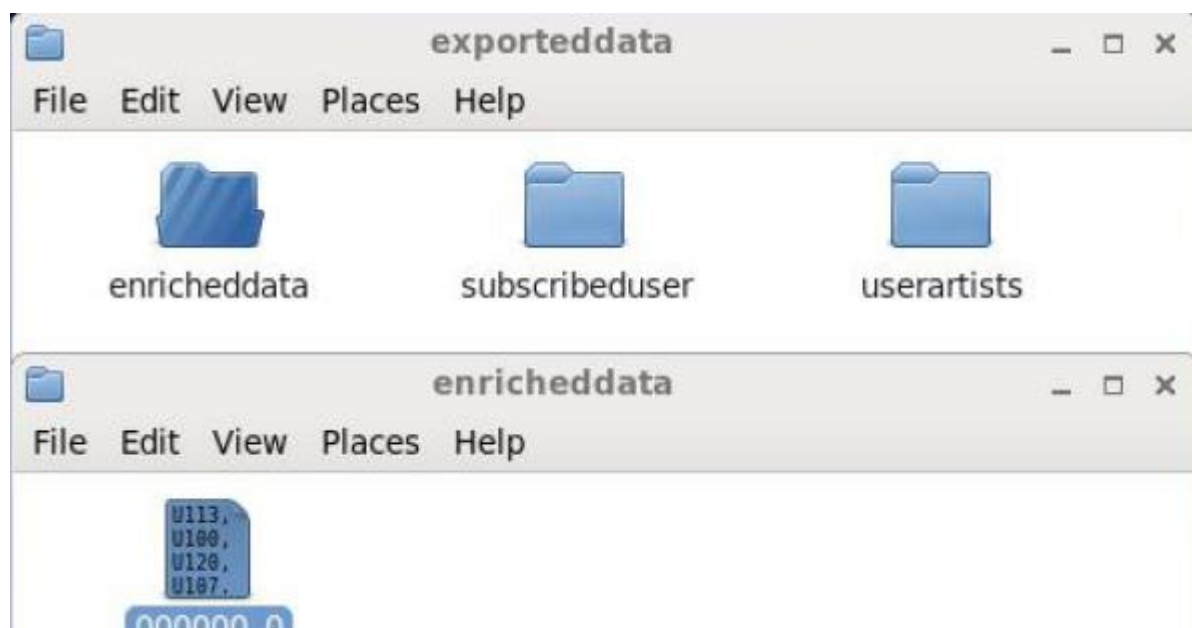 exporteddata
File Edit View Places Help
enricheddata subscribeduser userartists
enricheddata
File Edit View Places Help
U113,
U100,
U120,
U107,
000000_0